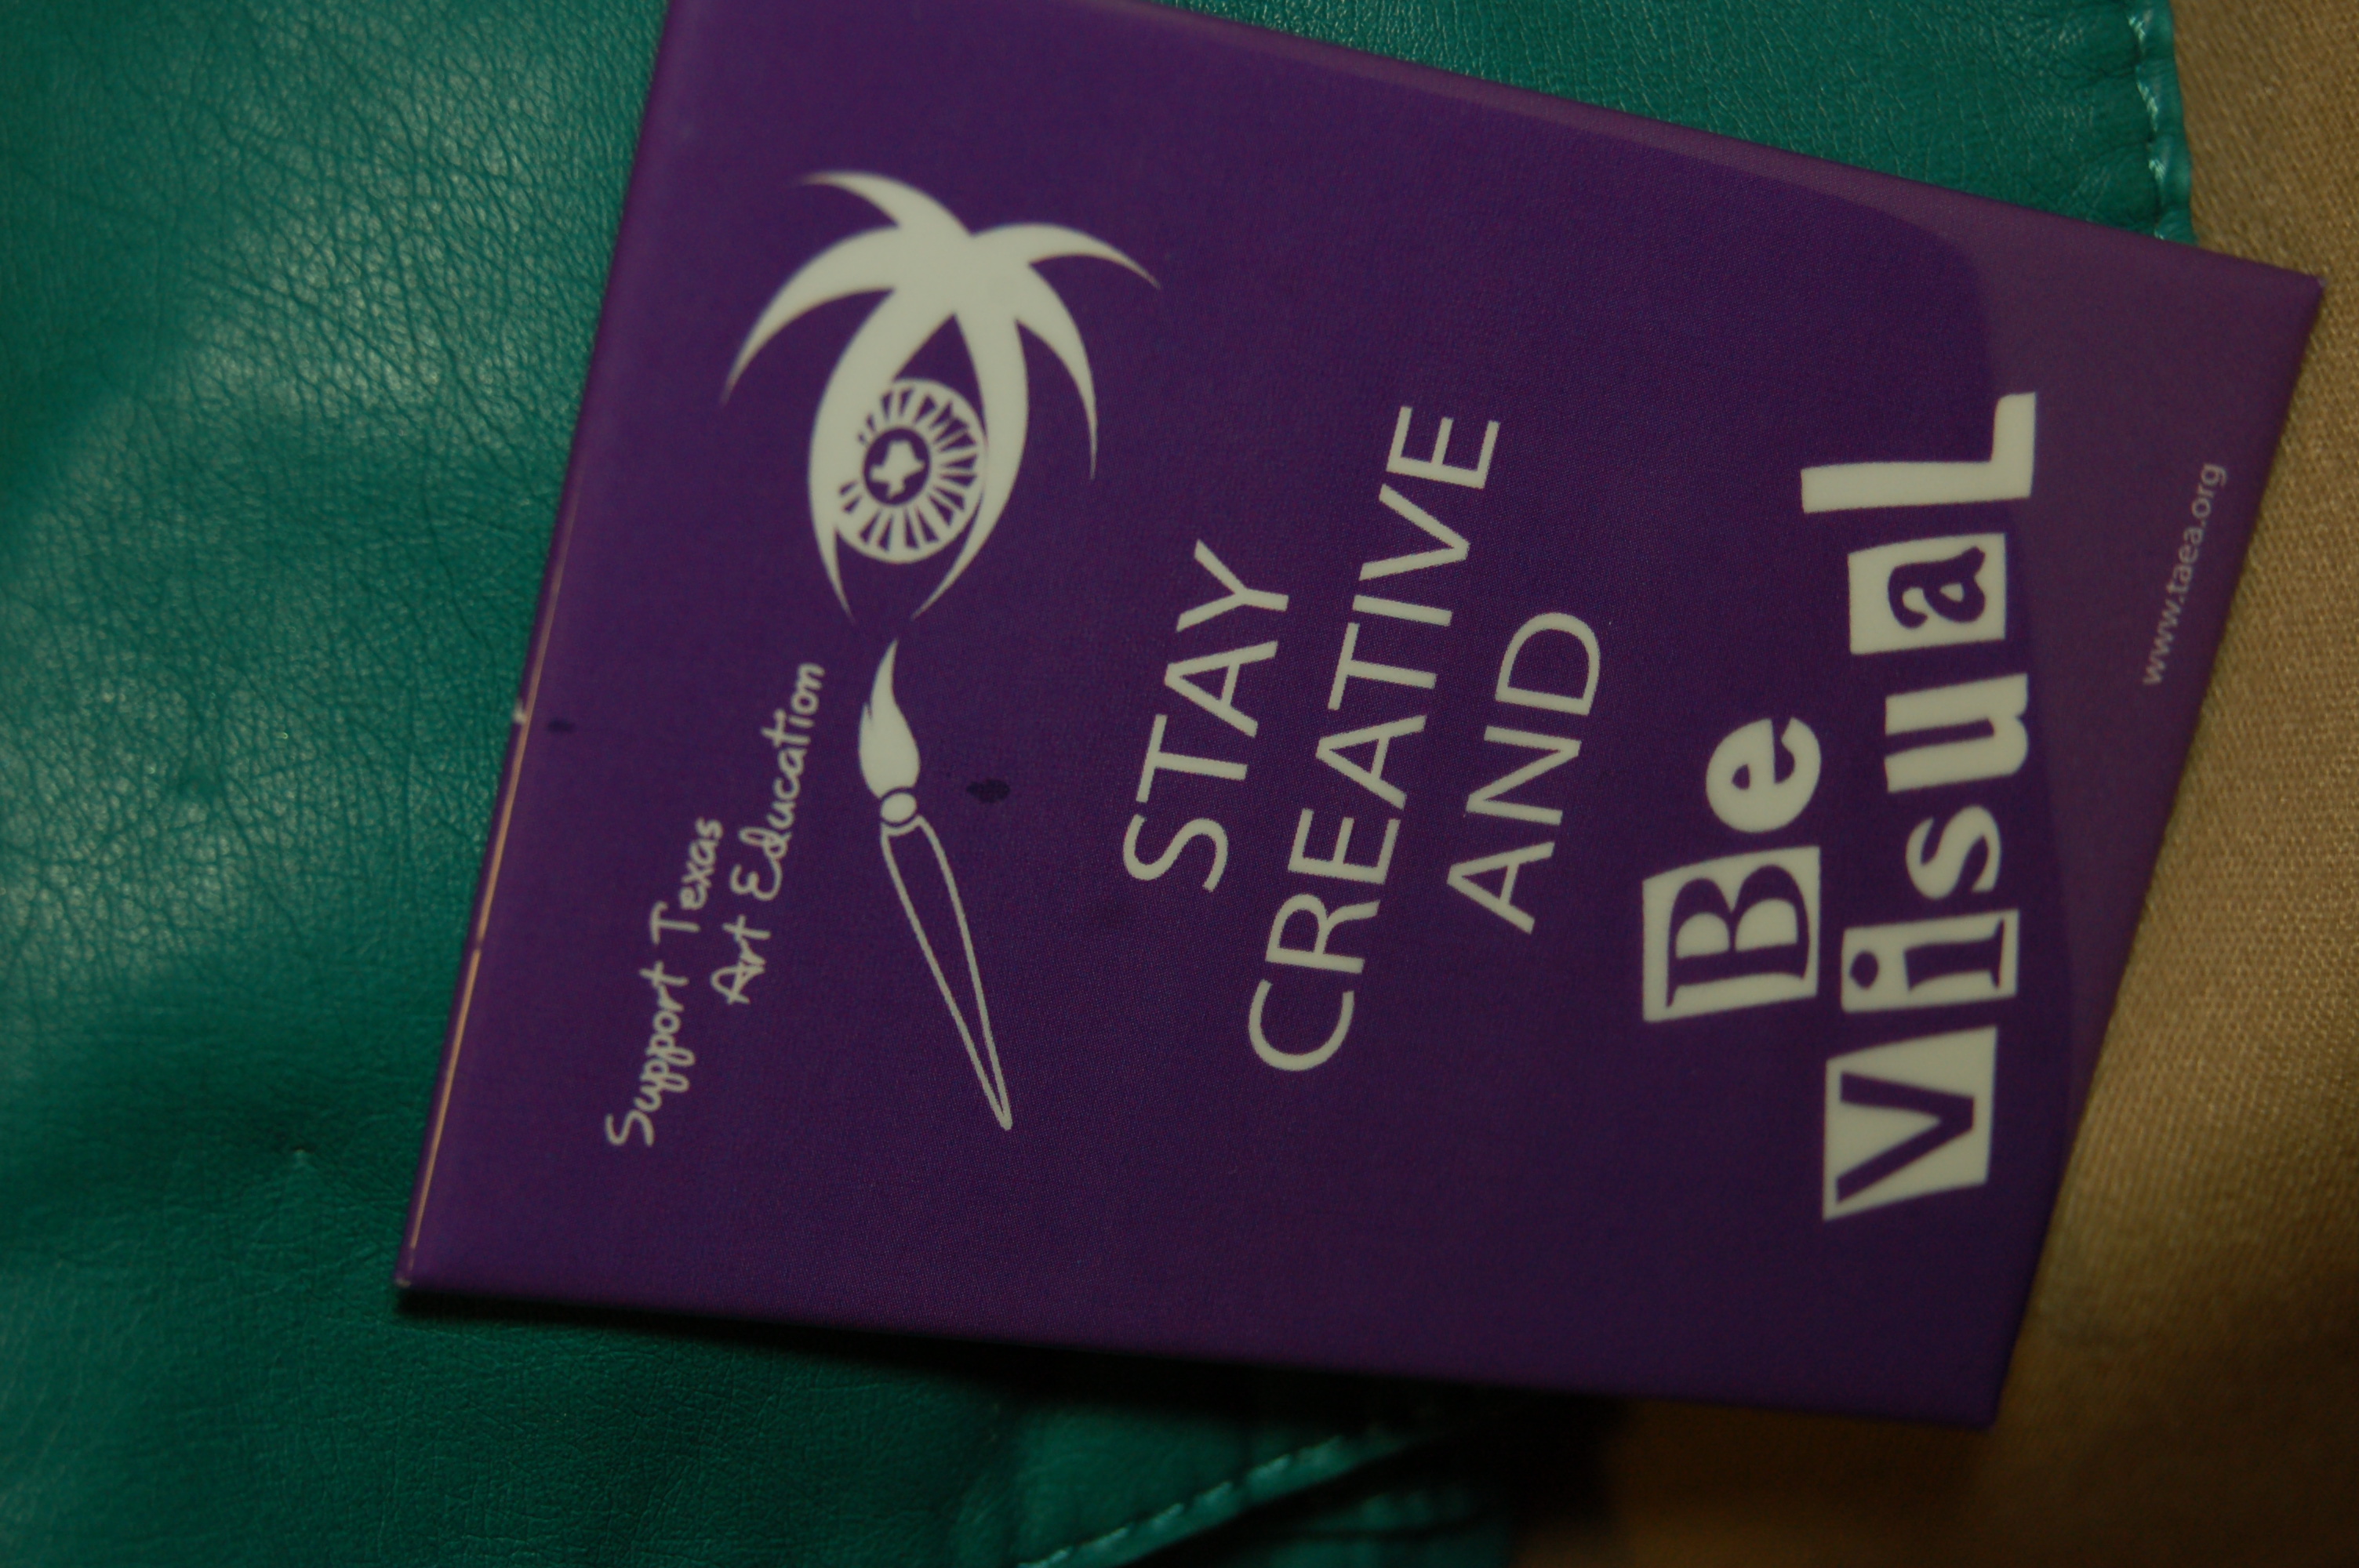 Support Texas
Art Education
STAY
CREATIVE
AND
Be
visuaL
www.taea.org